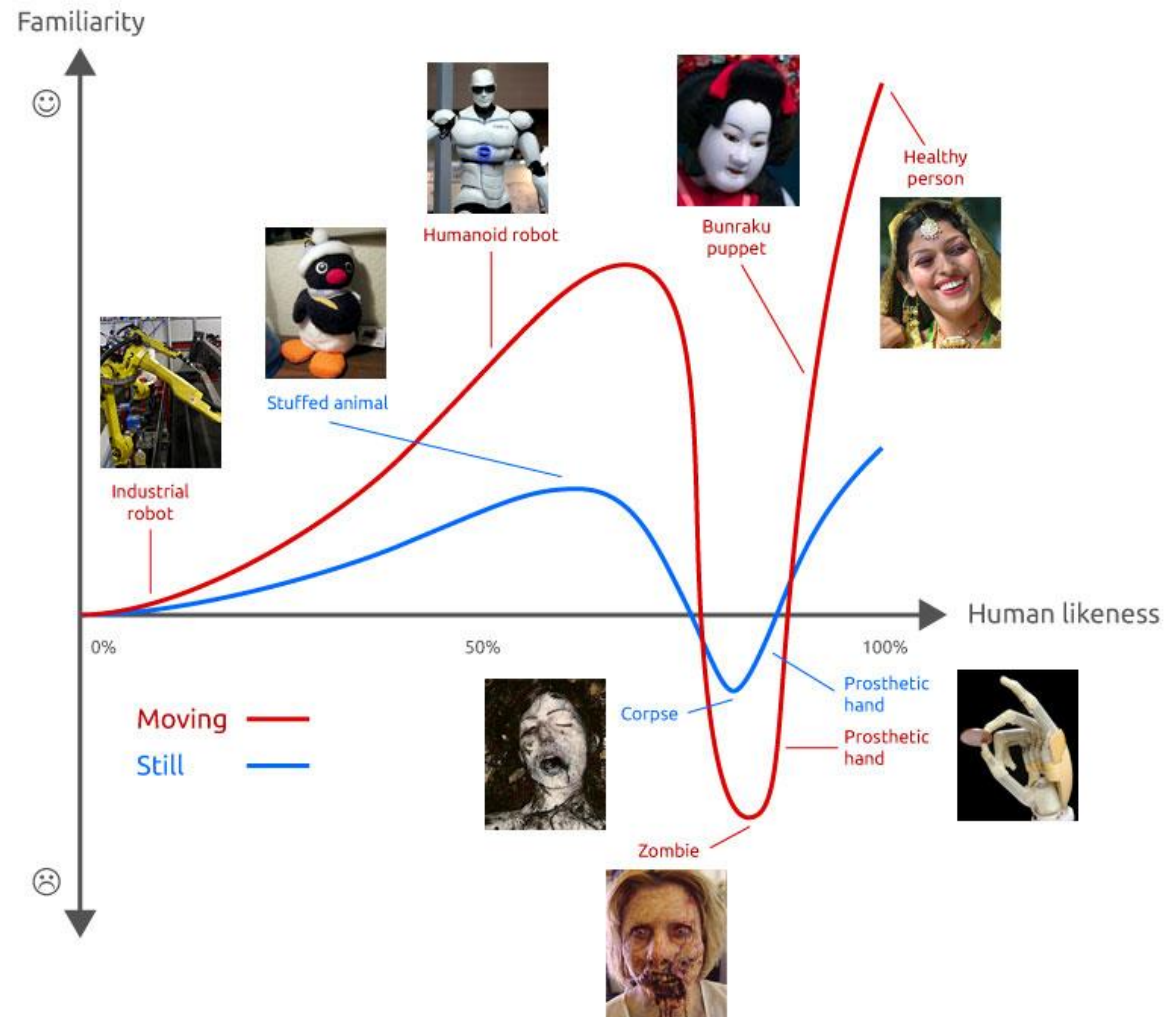 Familiarity
Humanoid robot
Bunraku
puppet
Healthy
person
Stuffed animal
Industrial
robot
Human likeness
0%
50%
100%
Moving
Still
Corpse
Prosthetic
hand
Prosthetic
hand
Zombie